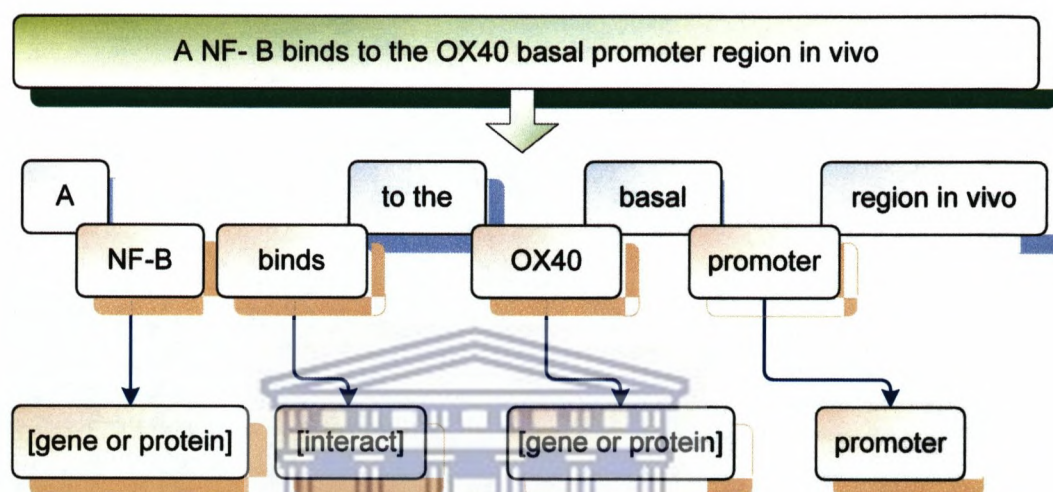 A NF- B binds to the OX40 basal promoter region in vivo
A
to the
basal
region in vivo
NF-B
binds
OX40
promoter
[gene or protein]
[interact]
[gene or protein]
promoter